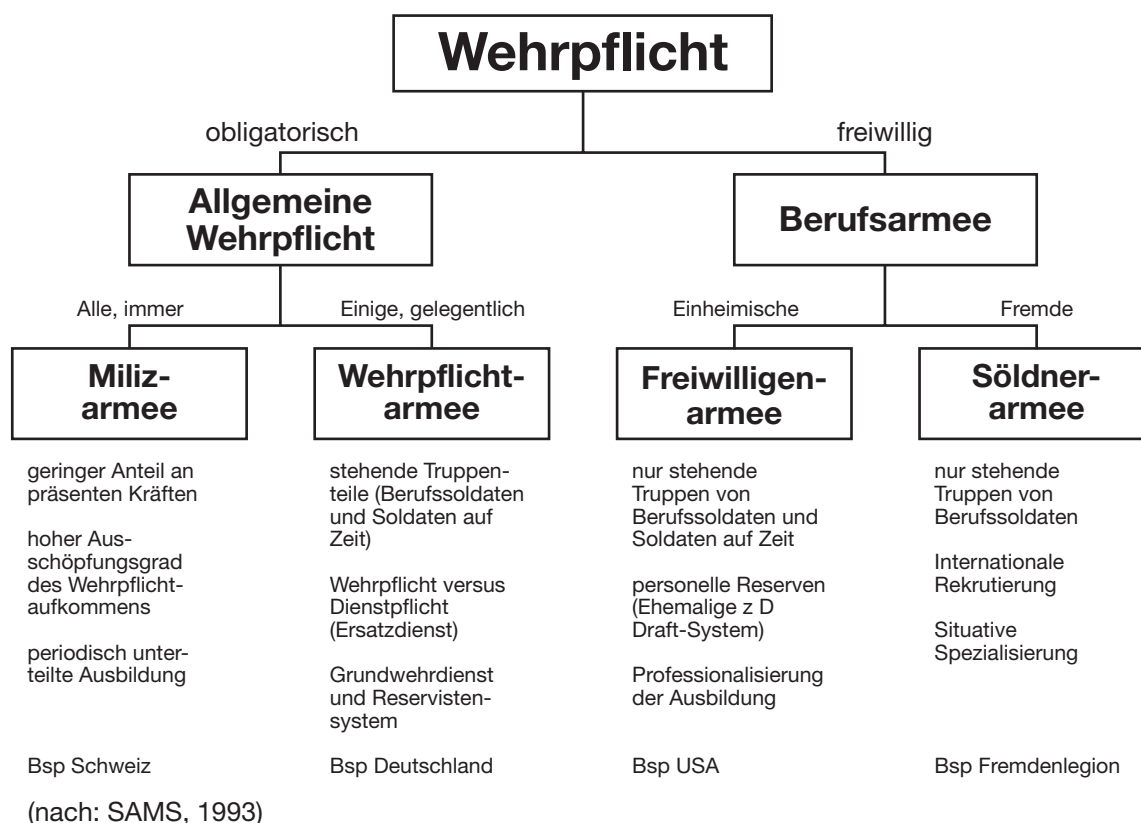 Wehrpflicht
obligatorisch
freiwillig
Allgemeine
Wehrpflicht
Berufsarmee
Alle, immer
Einige, gelegentlich
Einheimische
Fremde
Miliz-
armee
Wehrpflicht-
armee
Freiwilligen-
armee
Söldner-
armee
geringer Anteil an
präsenten Kräften
hoher Aus-
schöpfungsgrad
des Wehrpflicht-
aufkommens
periodisch unter-
teilte Ausbildung
Bsp Schweiz
stehende Truppen-
teile (Berufssoldaten
und Soldaten auf
Zeit)
Wehrpflicht versus
Dienstpflicht
(Ersatzdienst)
Grundwehrdienst
und Reservisten-
system
Bsp Deutschland
nur stehende
Truppen von
Berufssoldaten und
Soldaten auf Zeit
personelle Reserven
(Ehemalige z D
Draft-System)
Professionalisierung
der Ausbildung
Bsp USA
nur stehende
Truppen von
Berufssoldaten
Internationale
Rekrutierung
Situative
Spezialisierung
Bsp Fremdenlegion
(nach: SAMS, 1993)